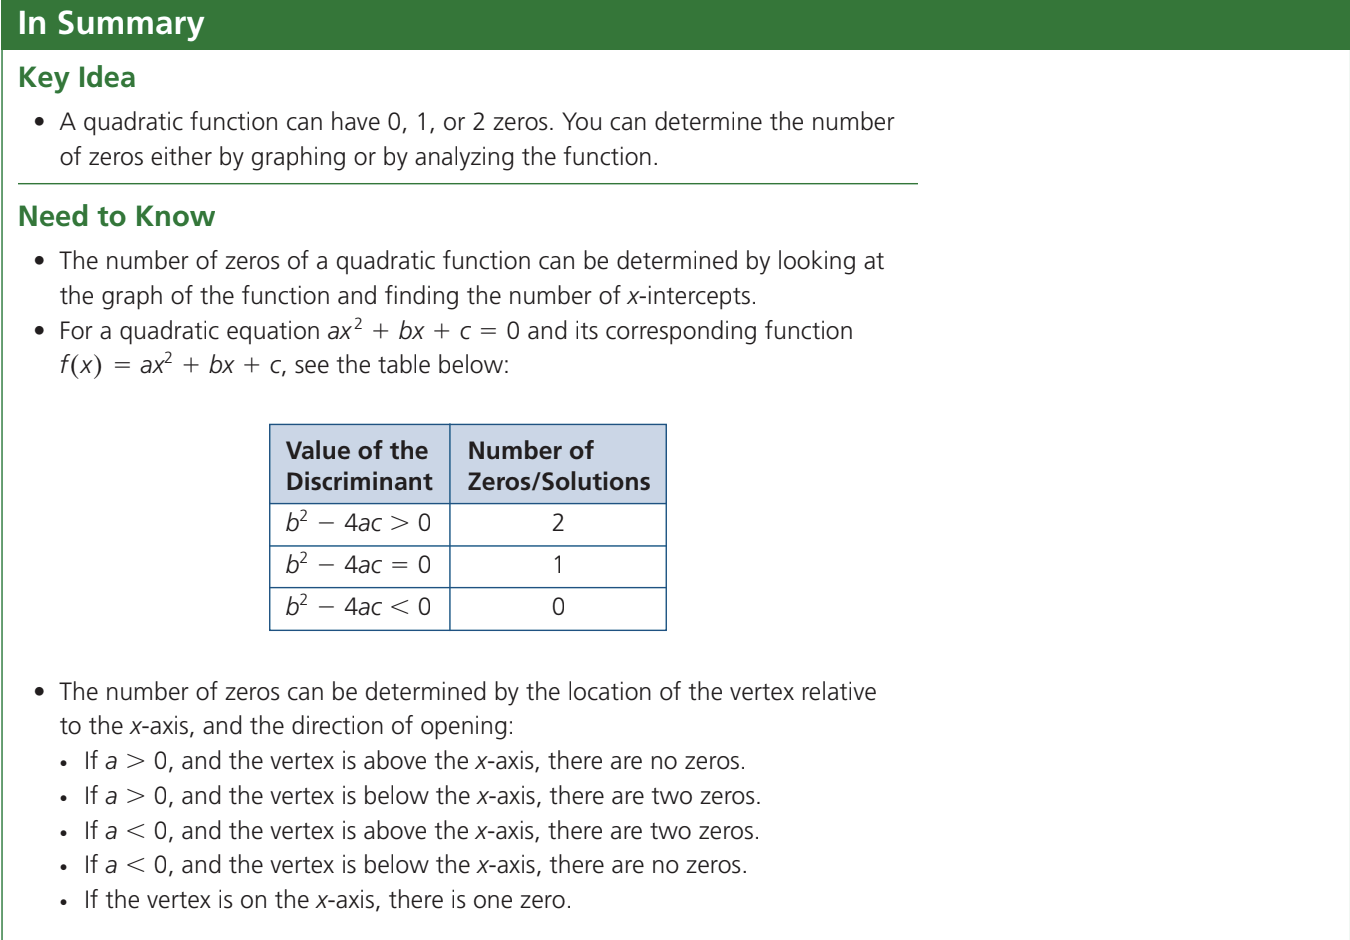 In Summary
Key Idea
• A quadratic function can have 0, 1, or 2 zeros. You can determine the number
of zeros either by graphing or by analyzing the function.
Need to Know
• The number of zeros of a quadratic function can be determined by looking at
the graph of the function and finding the number of x-intercepts.
• For a quadratic equation ax² + bx + c = 0 and its corresponding function
f(x) = ax² + bx + c, see the table below:
Value of the Discriminant | Number of Zeros/Solutions
b² − 4ac > 0 | 2
b² − 4ac = 0 | 1
b² − 4ac < 0 | 0
• The number of zeros can be determined by the location of the vertex relative
to the x-axis, and the direction of opening:
• If a > 0, and the vertex is above the x-axis, there are no zeros.
• If a > 0, and the vertex is below the x-axis, there are two zeros.
• If a < 0, and the vertex is above the x-axis, there are two zeros.
• If a < 0, and the vertex is below the x-axis, there are no zeros.
• If the vertex is on the x-axis, there is one zero.